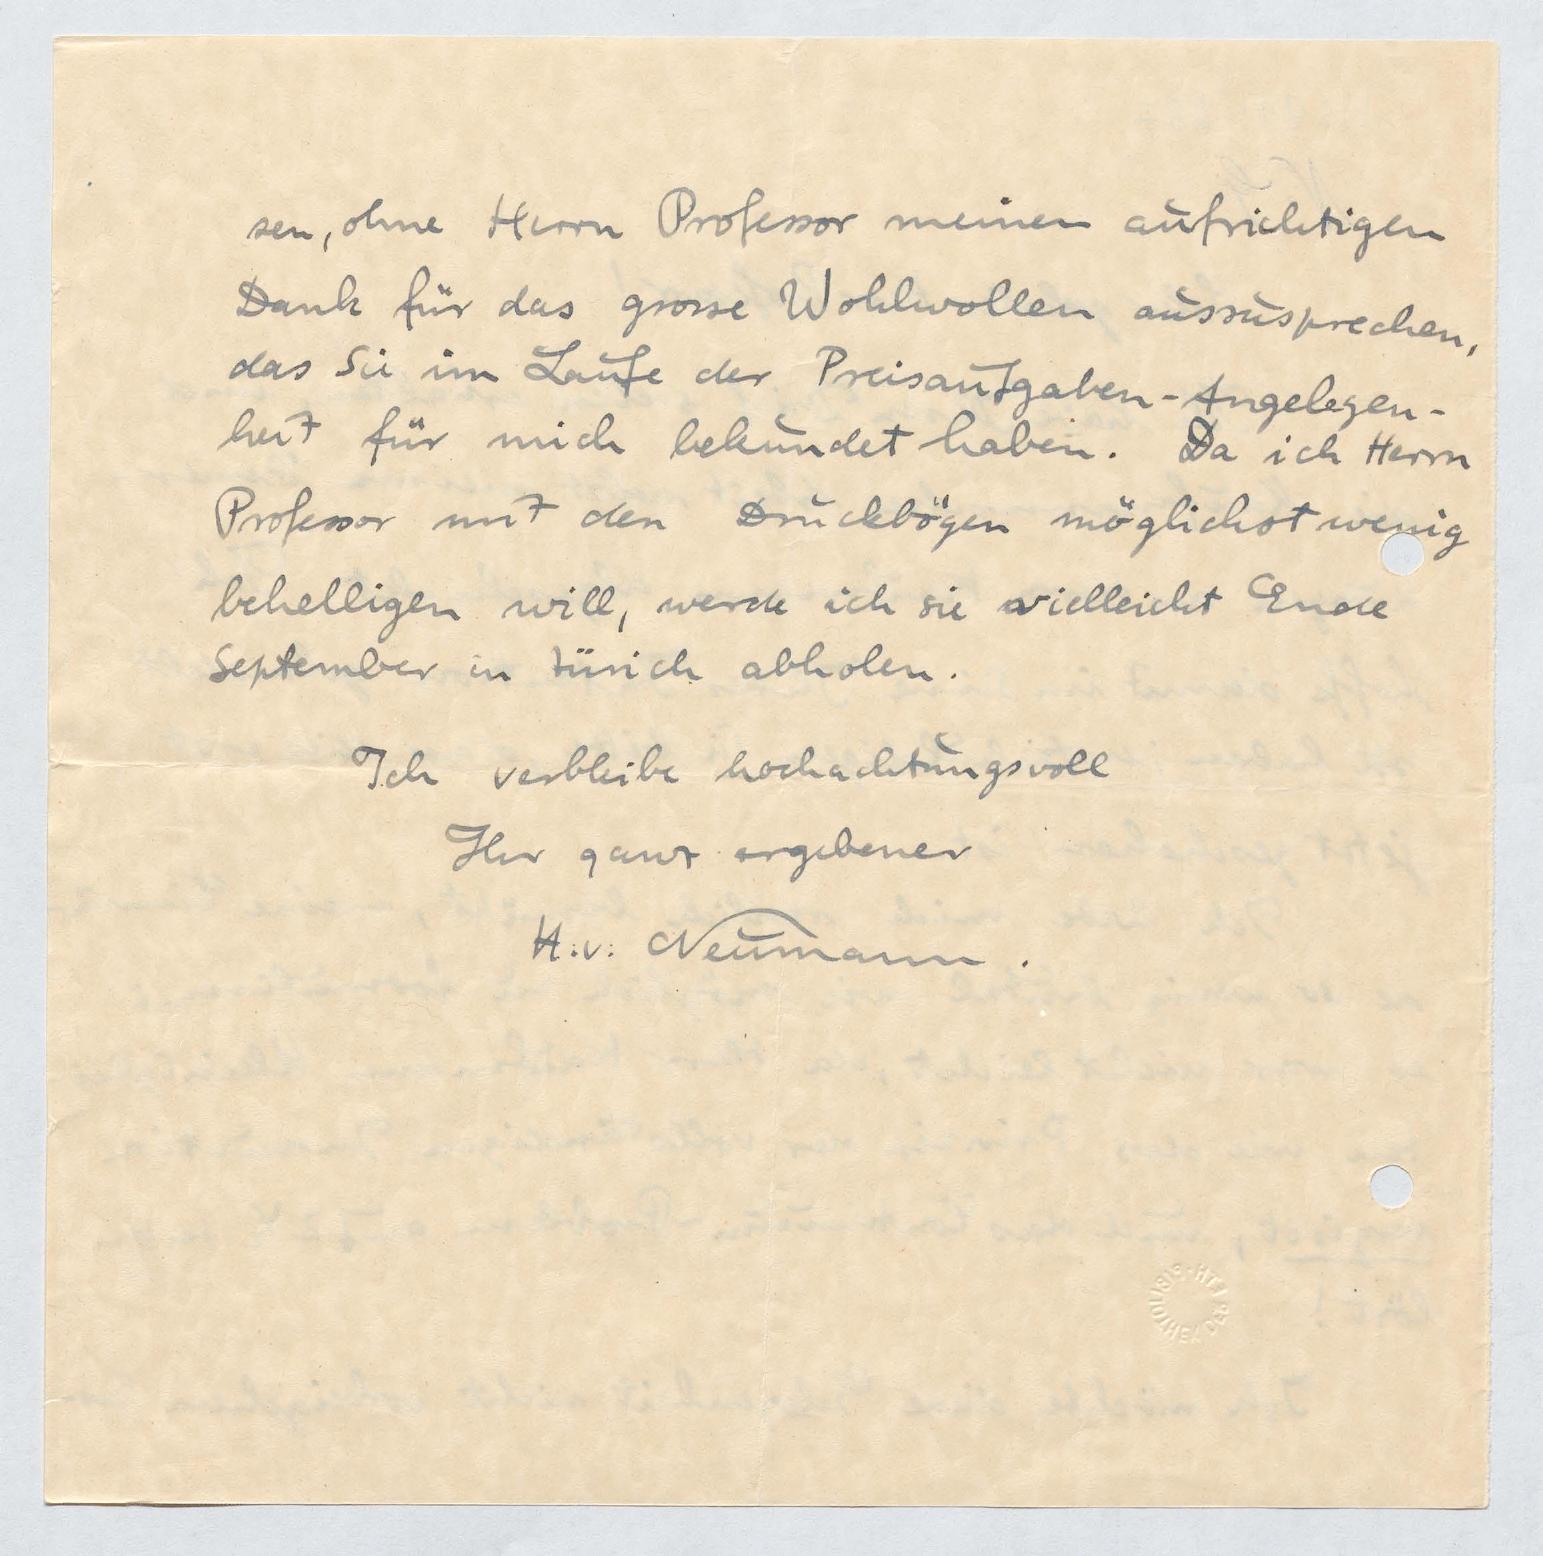 sen, ohne Herrn Professor meinen aufrichtigen
Dank für das grosse Wohlwollen auszusprechen,
das Sie im Laufe der Preisaufgaben-Angelegen-
heit für mich bekundet haben. Da ich Herrn
Professor mit den Druckbögen möglichst wenig
behelligen will, werde ich sie vielleicht Ende
September in Zürich abholen.
Ich verbleibe hochachtungsvoll
Ihr ganz ergebener
H. v. Neumann.